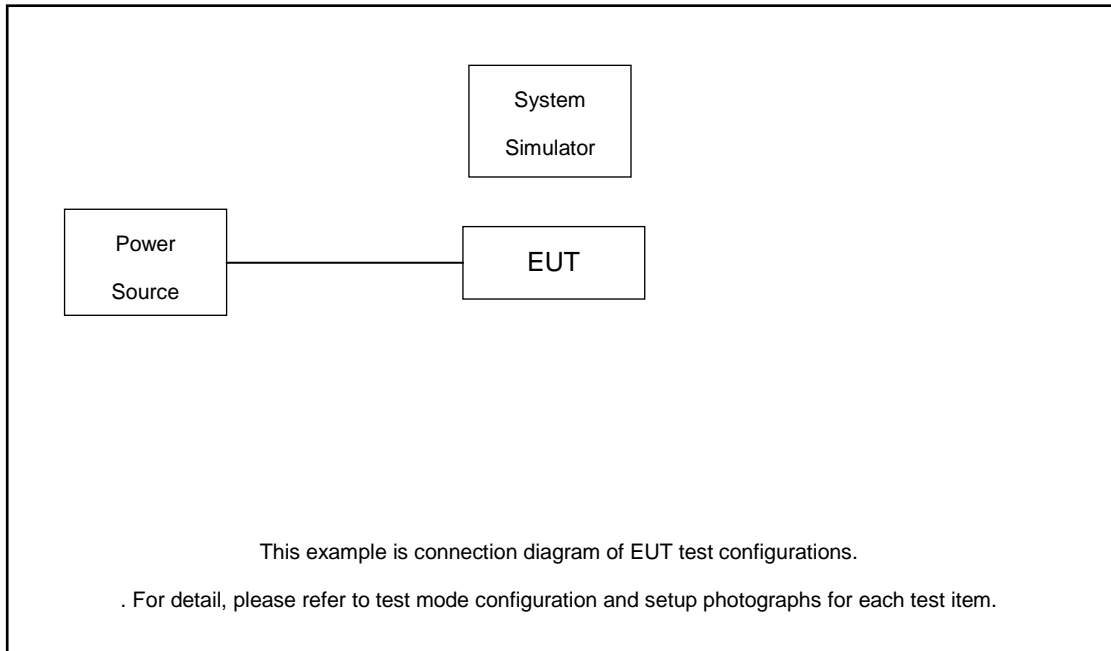 System
Simulator
Power
Source
EUT
This example is connection diagram of EUT test configurations.
. For detail, please refer to test mode configuration and setup photographs for each test item.